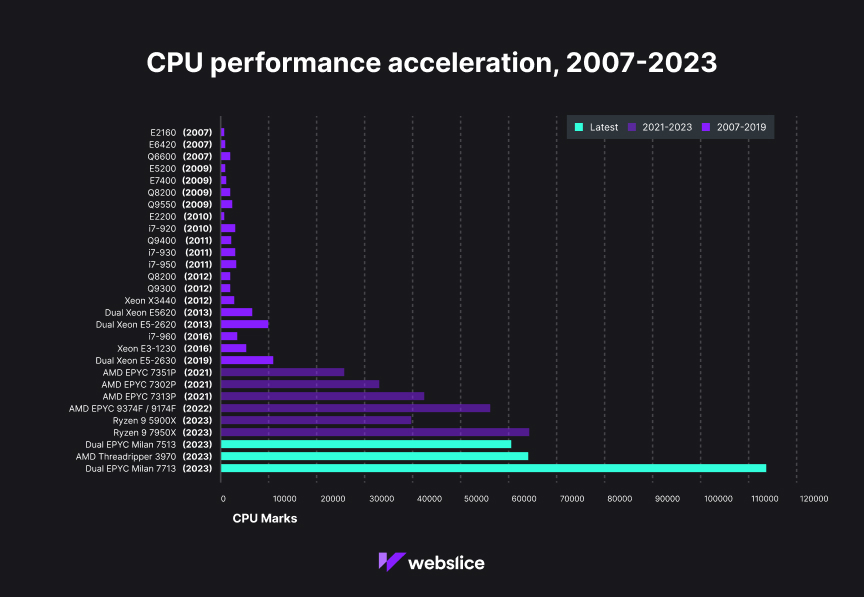 CPU performance acceleration, 2007-2023
Latest 2021-2023 2007-2019
E2160 (2007)
E6420 (2007)
Q6600 (2007)
E5200 (2009)
E7400 (2009)
Q8200 (2009)
Q9550 (2009)
E2200 (2010)
i7-920 (2010)
Q9400 (2011)
i7-930 (2011)
i7-950 (2011)
Q8200 (2012)
Q9300 (2012)
Xeon X3440 (2012)
Dual Xeon E5620 (2013)
Dual Xeon E5-2620 (2013)
i7-960 (2016)
Xeon E3-1230 (2016)
Dual Xeon E5-2630 (2019)
AMD EPYC 7351P (2021)
AMD EPYC 7302P (2021)
AMD EPYC 7313P (2021)
AMD EPYC 9374F / 9174F (2022)
Ryzen 9 5900X (2023)
Ryzen 9 7950X (2023)
Dual EPYC Milan 7513 (2023)
AMD Threadripper 3970 (2023)
Dual EPYC Milan 7713 (2023)
0 10000 20000 30000 40000 50000 60000 70000 80000 90000 100000 110000 120000
CPU Marks
webslice